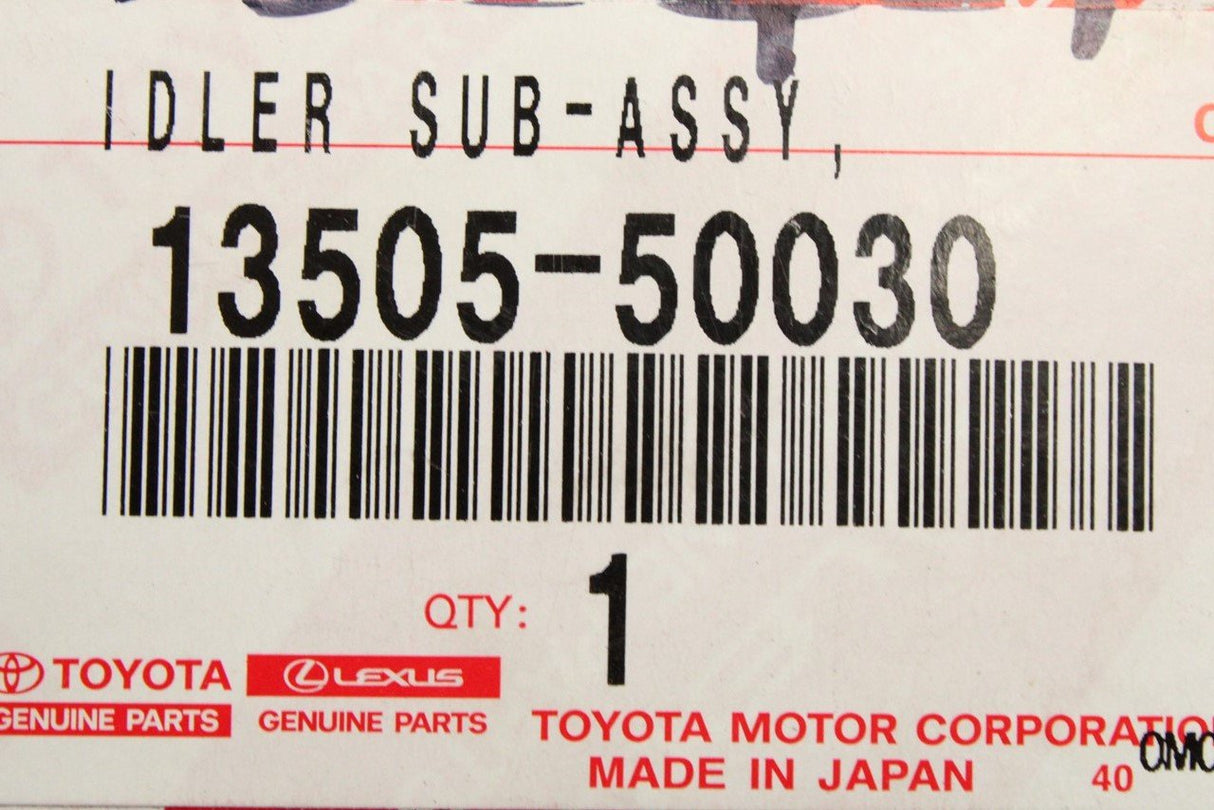 IDLER SUB-ASSY,
13505-50030
QTY: 1
TOYOTA LEXUS
GENUINE PARTS GENUINE PARTS
TOYOTA MOTOR CORPORATIO
MADE IN JAPAN 40